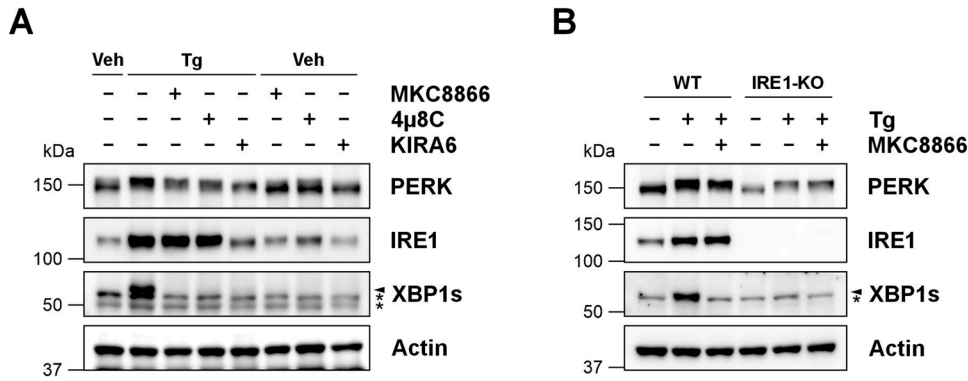 A
Veh Tg Veh
– – + – – + – – MKC8866
– – – + – – + – 4µ8C
– – – – + – – + KIRA6
kDa
150 PERK
IRE1
100
XBP1s
50
*
*
Actin
37
B
WT IRE1-KO
– + + – + + Tg
– – + – – + MKC8866
kDa
150 PERK
150
IRE1
100
XBP1s
*
50
Actin
37